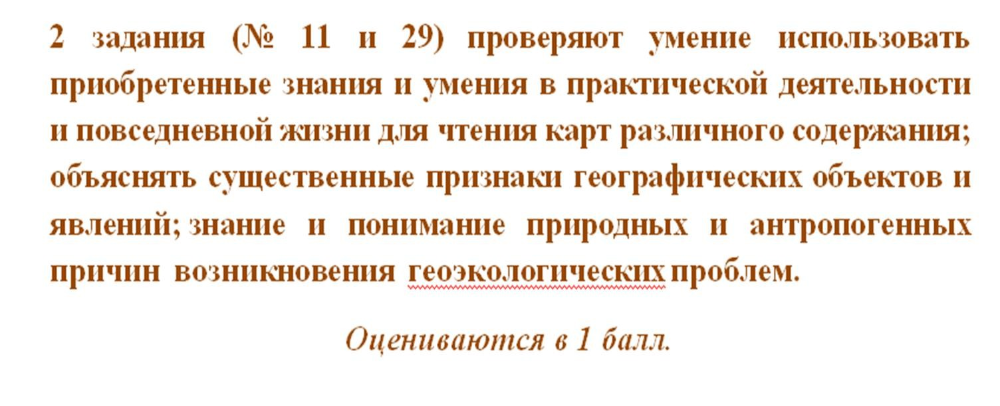 2 задания (№ 11 и 29) проверяют умение использовать
приобретенные знания и умения в практической деятельности
и повседневной жизни для чтения карт различного содержания;
объяснять существенные признаки географических объектов и
явлений; знание и понимание природных и антропогенных
причин возникновения геоэкологических проблем.
Оцениваются в 1 балл.